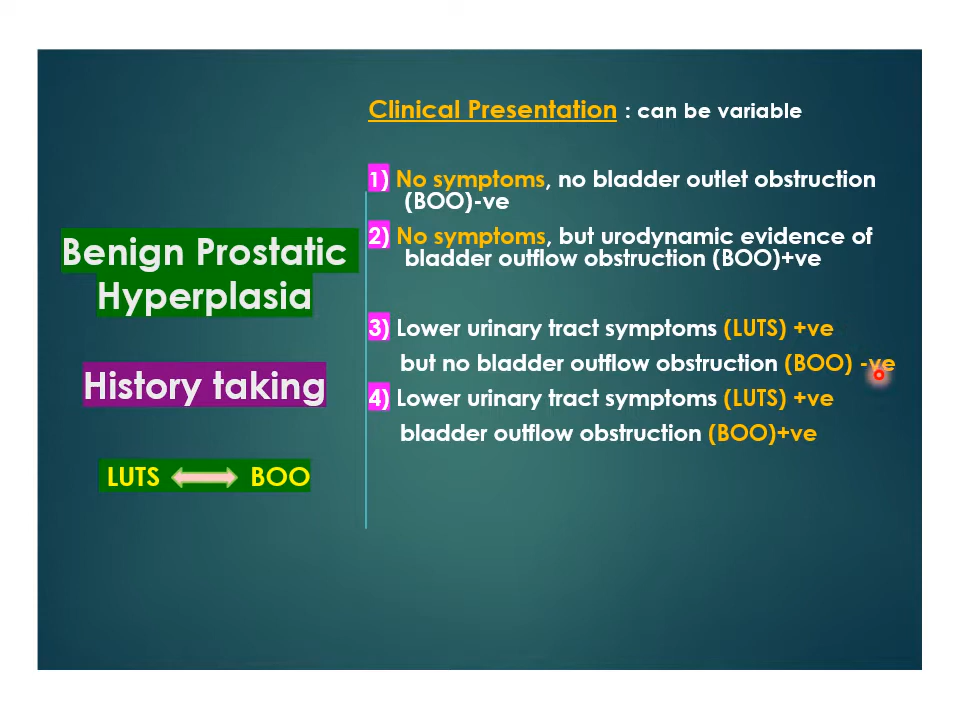 Clinical Presentation : can be variable
1) No symptoms, no bladder outlet obstruction
(BOO)-ve
2) No symptoms, but urodynamic evidence of
bladder outflow obstruction (BOO)+ve
3) Lower urinary tract symptoms (LUTS) +ve
but no bladder outflow obstruction (BOO) -ve
4) Lower urinary tract symptoms (LUTS) +ve
bladder outflow obstruction (BOO)+ve
Benign Prostatic
Hyperplasia
History taking
LUTS BOO